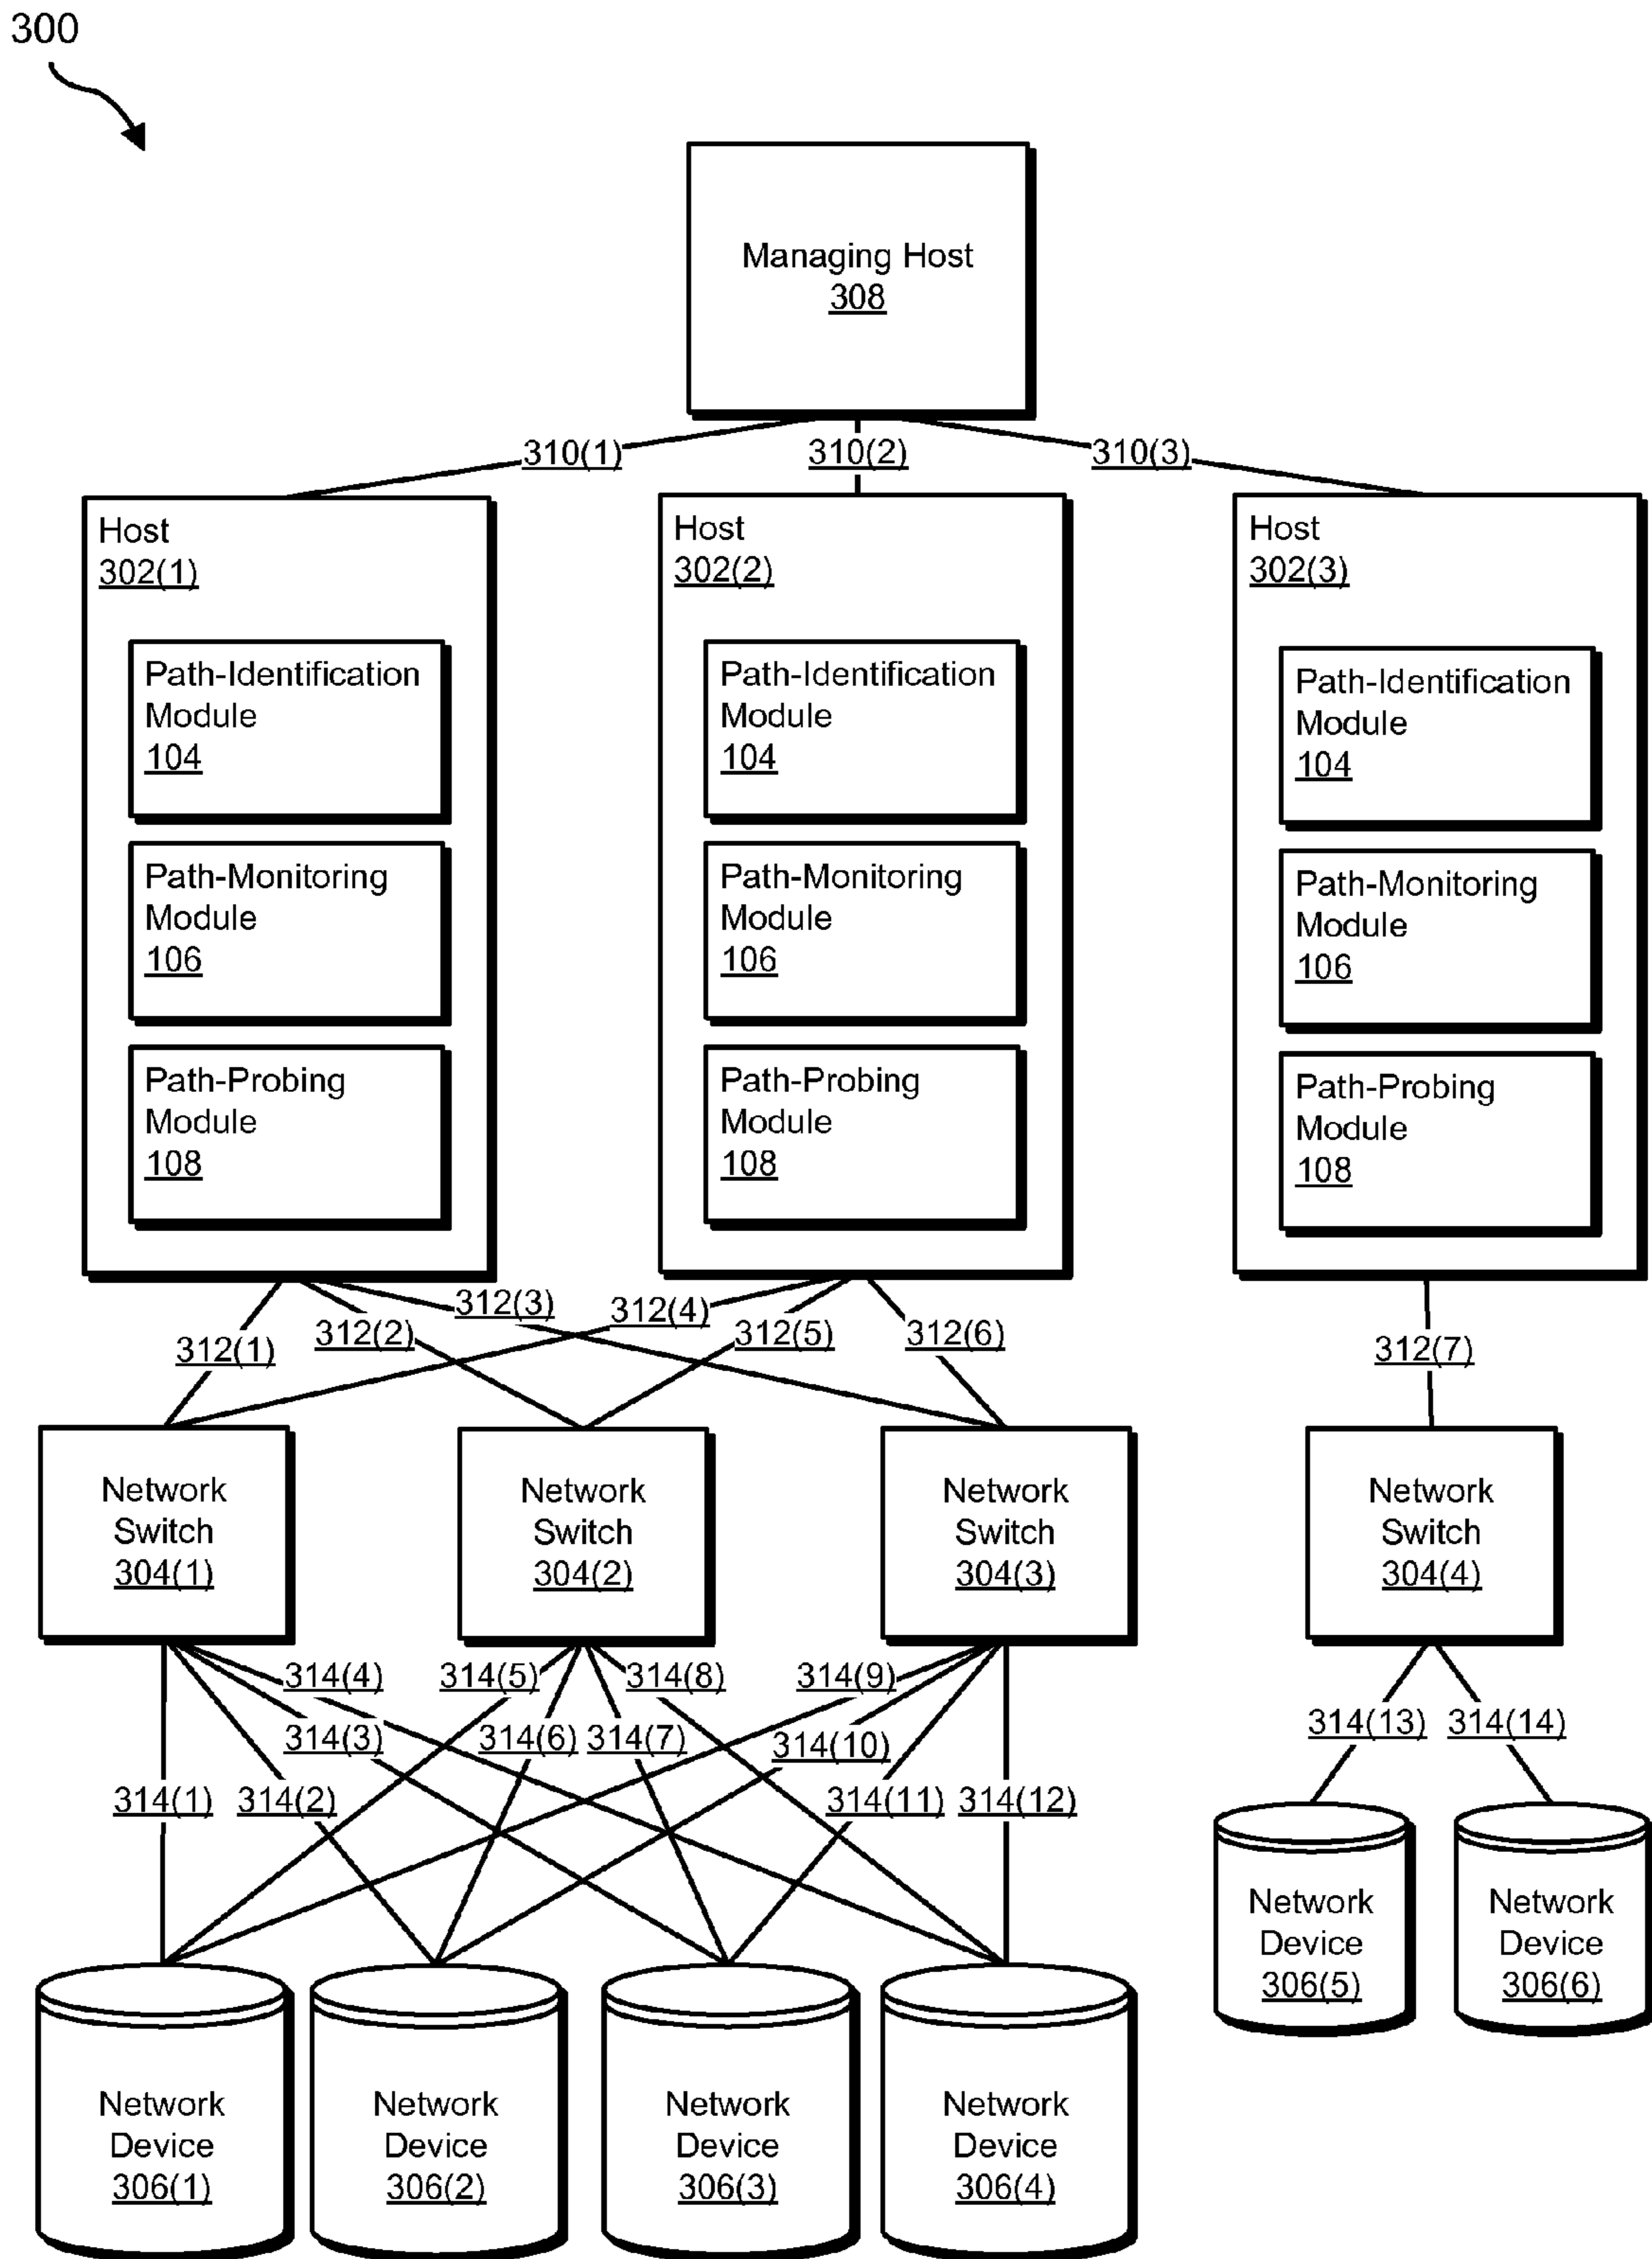 300
Managing Host
308
310(1)
310(2)
310(3)
Host
302(1)
Path-Identification
Module
104
Path-Monitoring
Module
106
Path-Probing
Module
108
Host
302(2)
Path-Identification
Module
104
Path-Monitoring
Module
106
Path-Probing
Module
108
Host
302(3)
Path-Identification
Module
104
Path-Monitoring
Module
106
Path-Probing
Module
108
312(1)
312(2)
312(3)
312(4)
312(5)
312(6)
312(7)
Network
Switch
304(1)
Network
Switch
304(2)
Network
Switch
304(3)
Network
Switch
304(4)
314(4)
314(5)
314(8)
314(9)
314(3)
314(6)
314(7)
314(10)
314(13)
314(14)
314(1)
314(2)
314(11)
314(12)
Network
Device
306(5)
Network
Device
306(6)
Network
Device
306(1)
Network
Device
306(2)
Network
Device
306(3)
Network
Device
306(4)